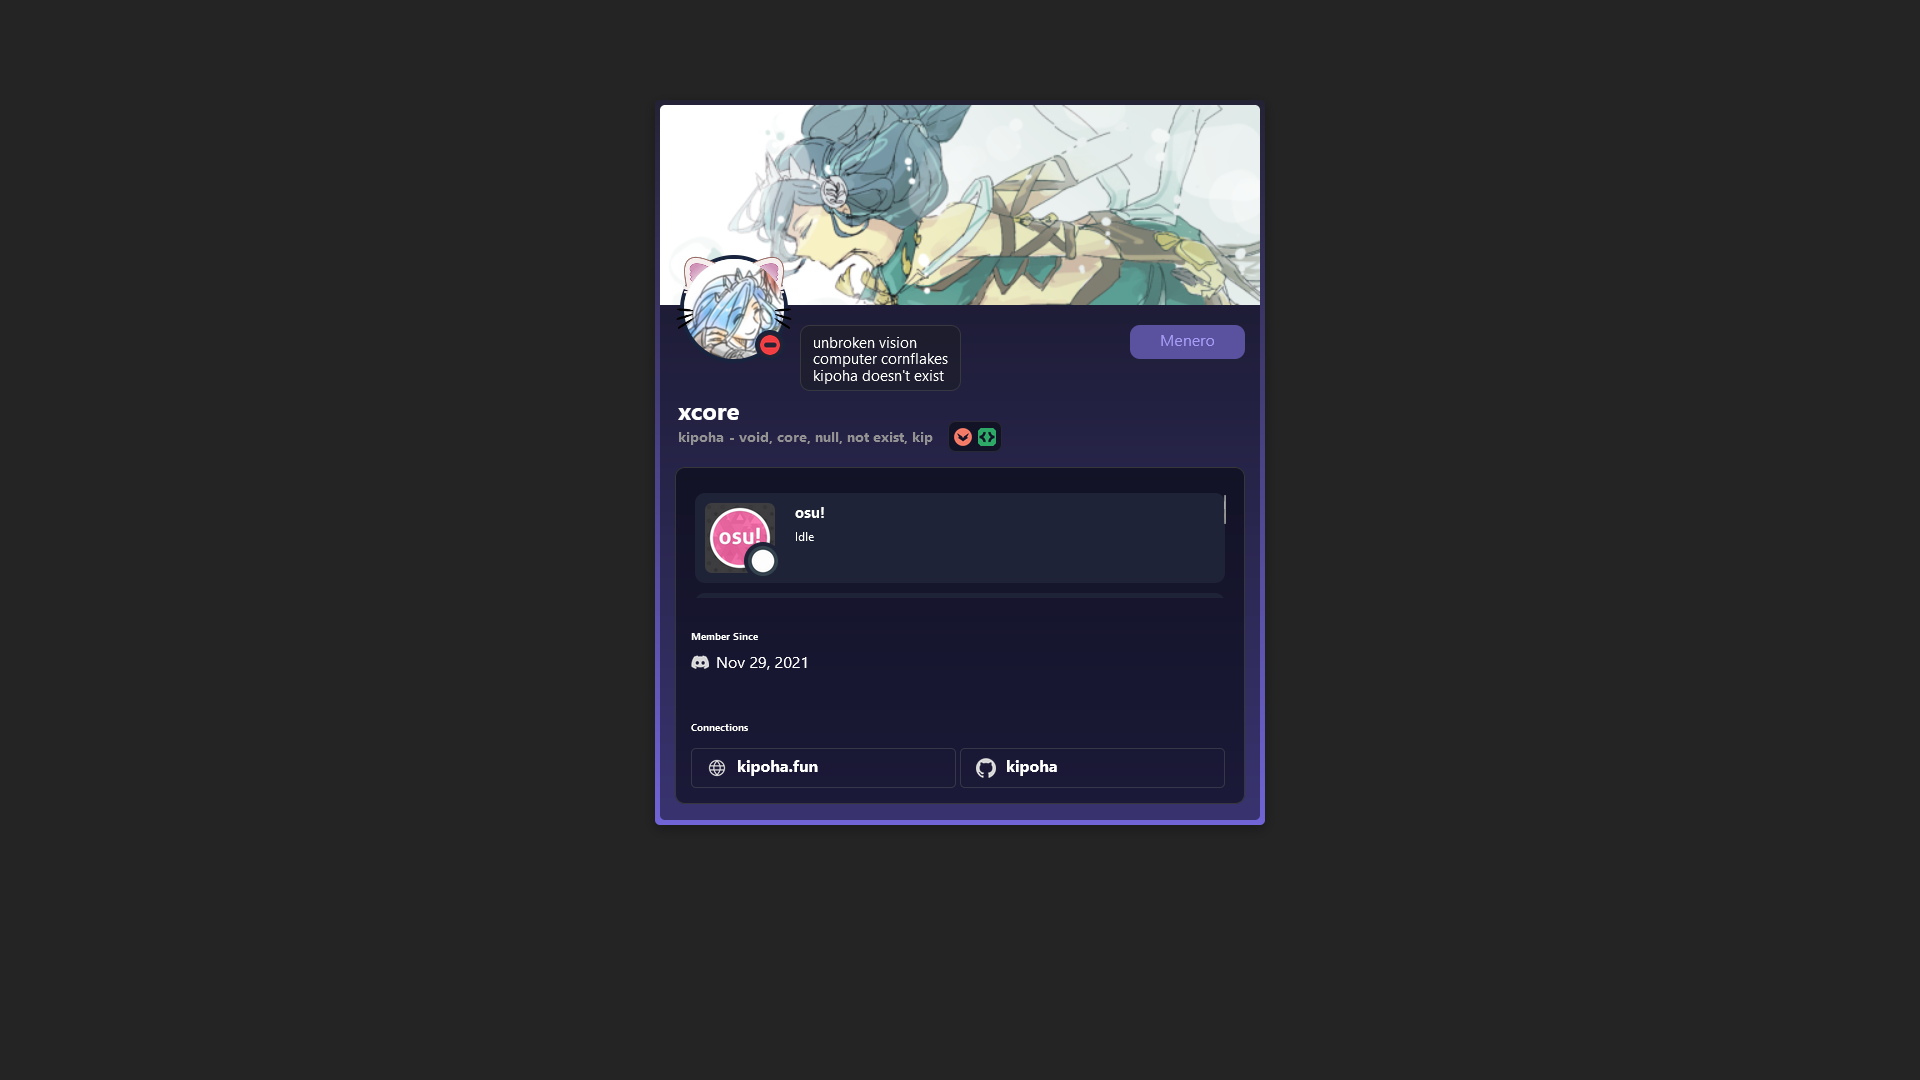 unbroken vision
computer cornflakes
kipoha doesn't exist
Menero
xcore
kipoha - void, core, null, not exist, kip
osu!
osu!
Idle
Member Since
Nov 29, 2021
Connections
kipoha.fun
kipoha